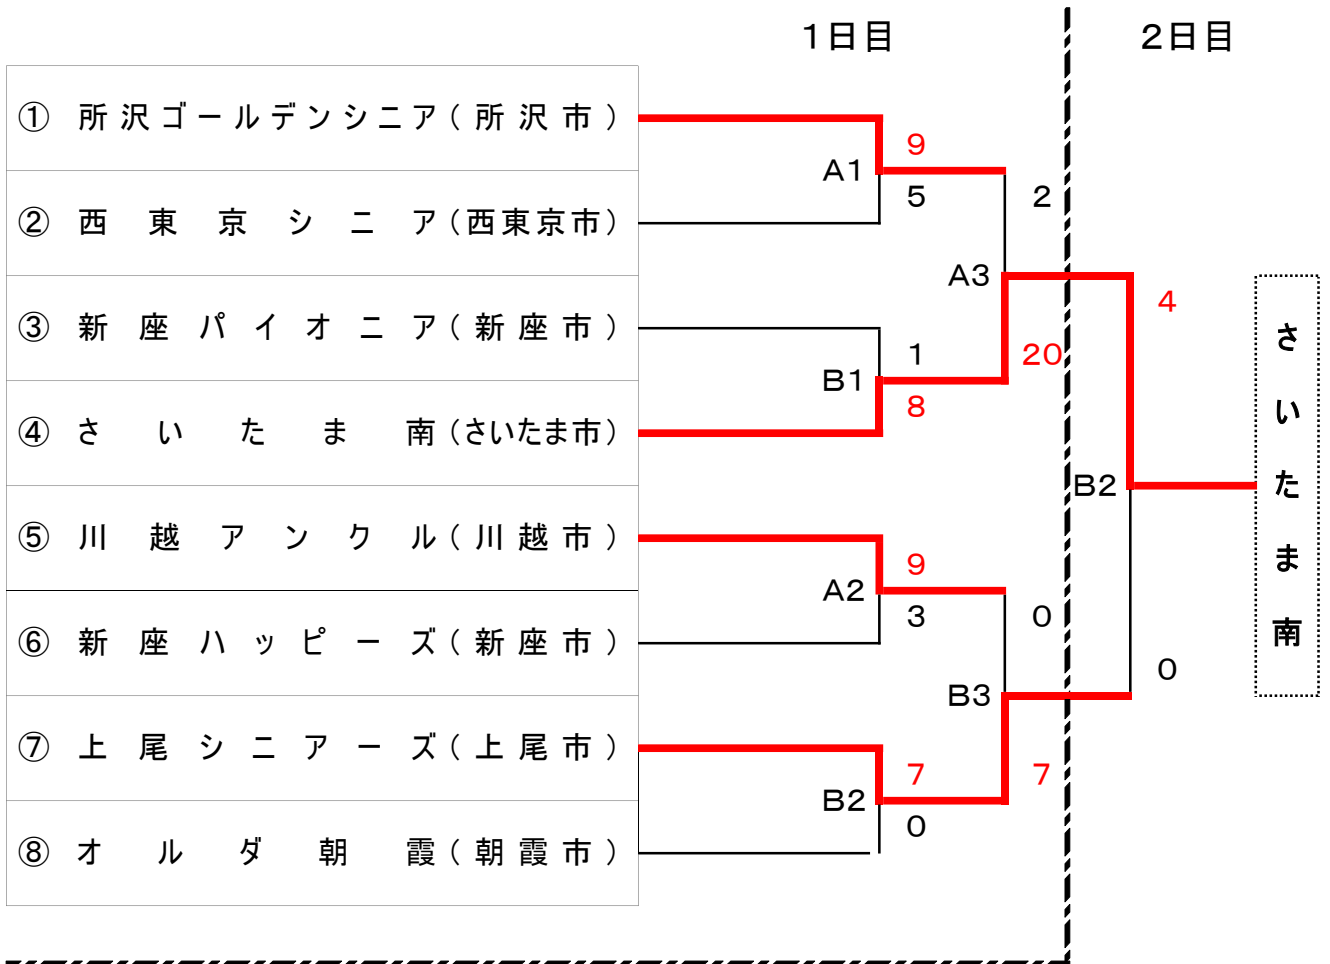 1日目
2日目
① 所沢ゴールデンシニア(所沢市)
② 西東京シニア(西東京市)
③ 新座パイオニア(新座市)
④ さいたま南(さいたま市)
⑤ 川越アンクル(川越市)
⑥ 新座ハッピーズ(新座市)
⑦ 上尾シニアーズ(上尾市)
⑧ オルダ朝霞(朝霞市)
A1
9
5
B1
1
8
A2
9
3
B2
7
0
A3
2
20
B3
0
7
B2
4
0
さいたま南